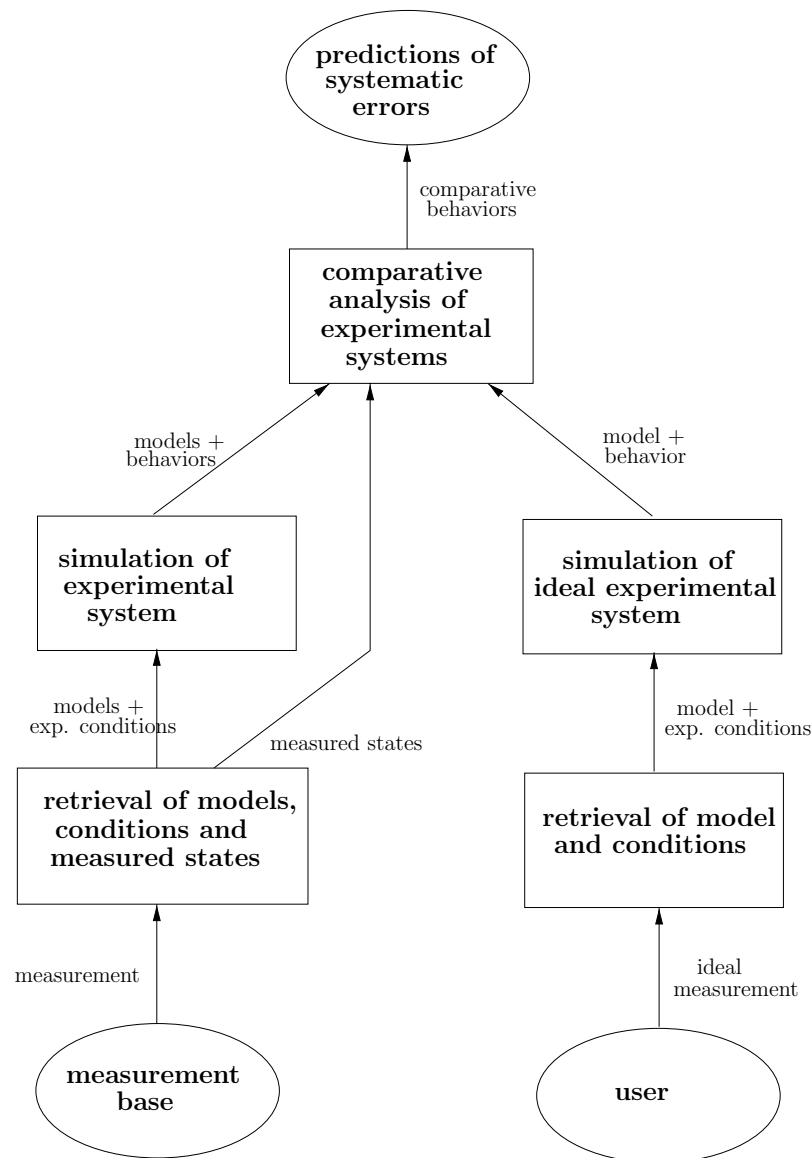 predictions of
systematic
errors
comparative
behaviors
comparative
analysis of
experimental
systems
models +
behaviors
model +
behavior
simulation of
experimental
system
simulation of
ideal experimental
system
models +
exp. conditions
measured states
model +
exp. conditions
retrieval of models,
conditions and
measured states
retrieval of model
and conditions
measurement
ideal
measurement
measurement
base
user